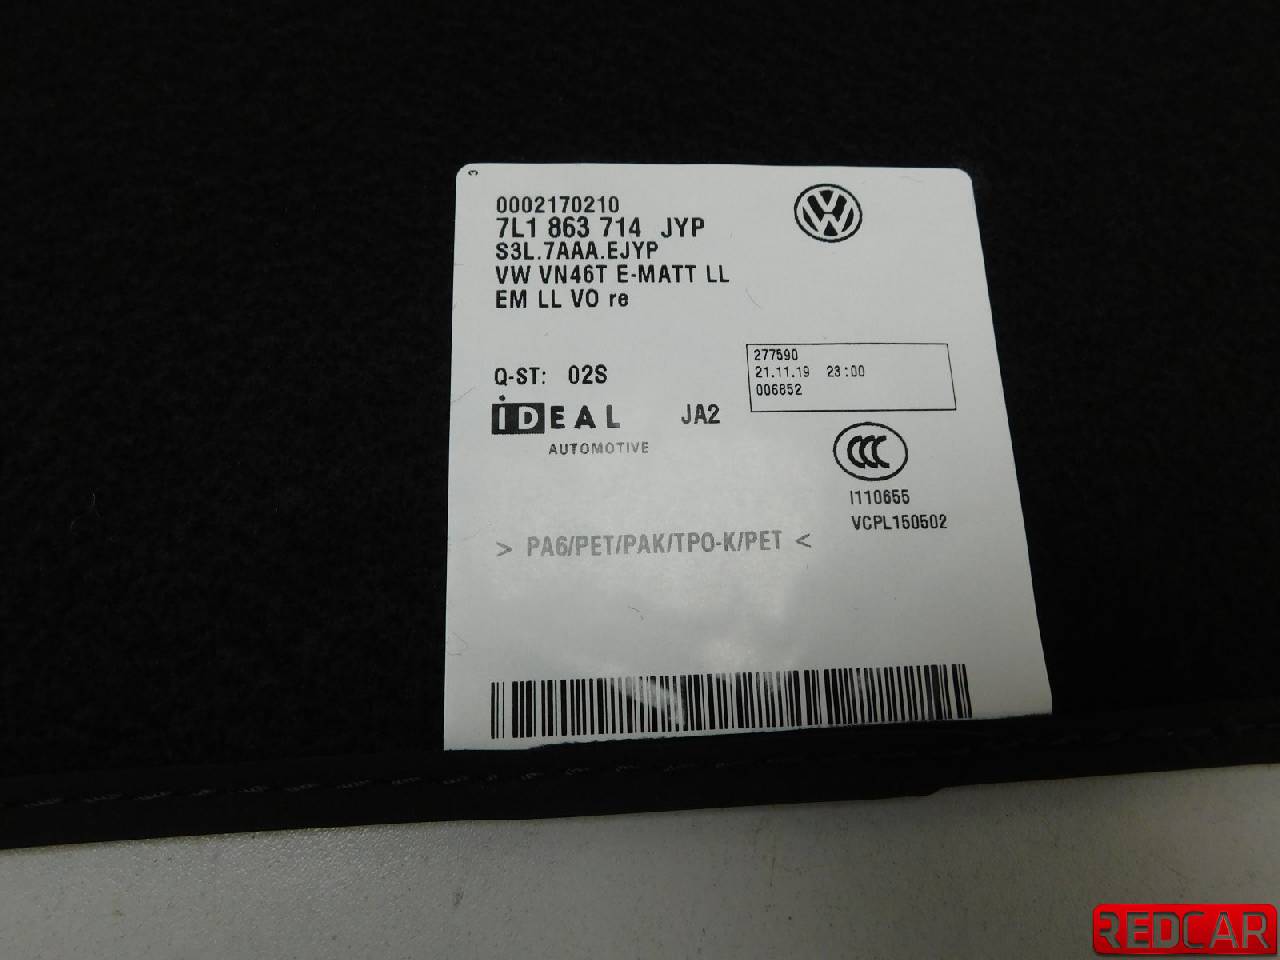 0002170210
7L1 863 714 JYP
S3L.7AAA.EJYP
VW VN46T E-MATT LL
EM LL VO re
Q-ST: 02S
277590
21.11.19 23:00
006852
iDEAL JA2
AUTOMOTIVE
CCC
I110655
VCPL150502
> PA6/PET/PAK/TPO-K/PET <
REDCAR